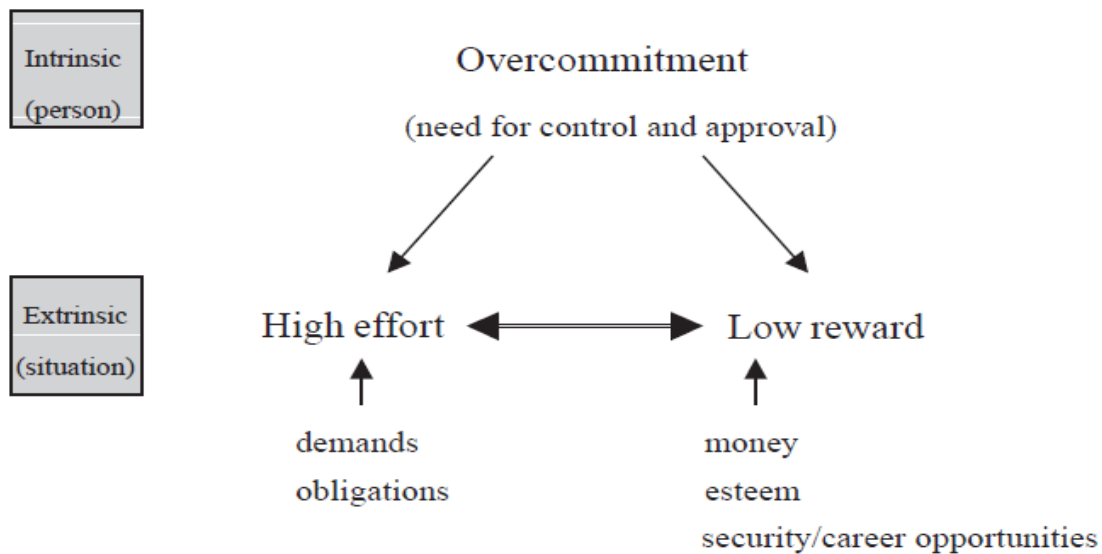 Intrinsic
(person)
Overcommitment
(need for control and approval)
Extrinsic
(situation)
High effort
Low reward
demands
obligations
money
esteem
security/career opportunities